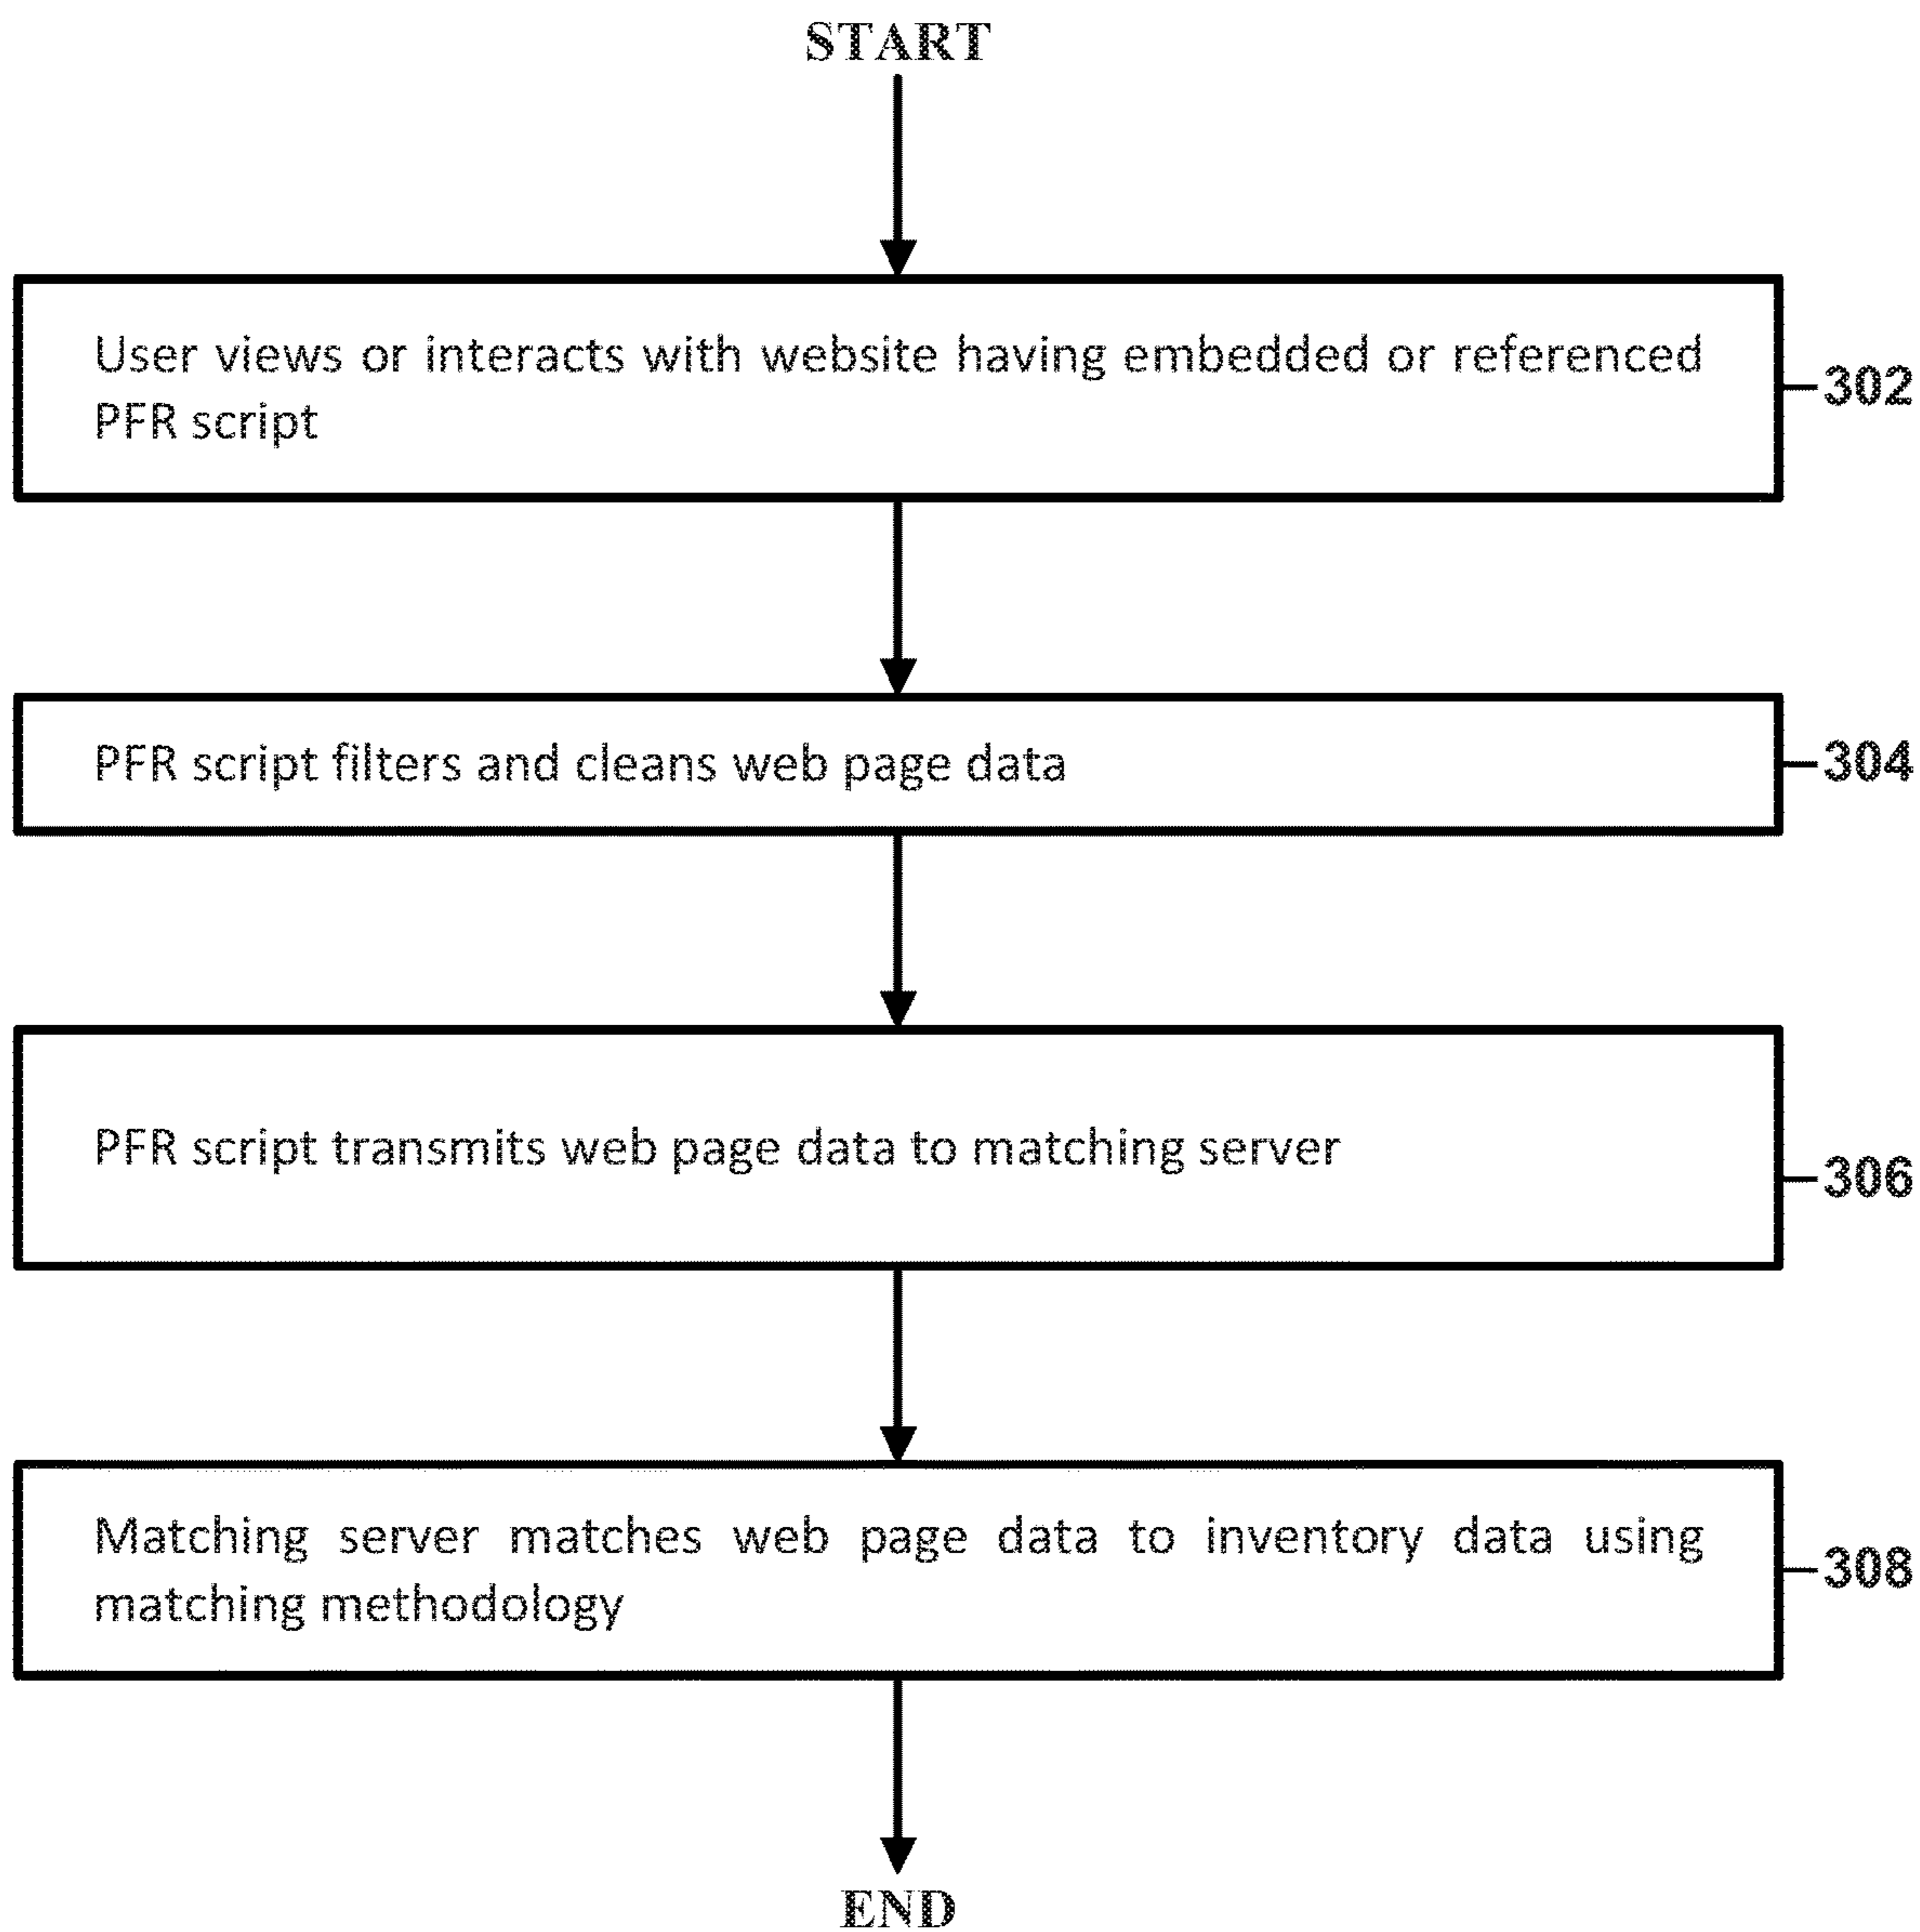 START
User views or interacts with website having embedded or referenced
PFR script
302
PFR script filters and cleans web page data
304
PFR script transmits web page data to matching server
306
Matching server matches web page data to inventory data using
matching methodology
308
END